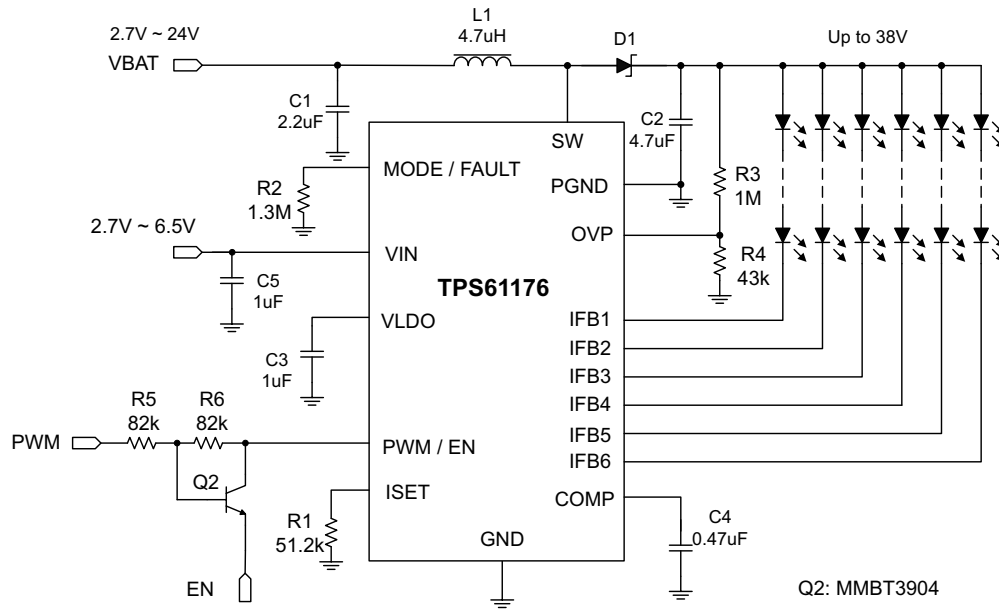 L1
4.7uH
2.7V ~ 24V
VBAT
D1
Up to 38V
C1
2.2uF
SW
C2
4.7uF
MODE / FAULT
R2
1.3M
PGND
R3
1M
2.7V ~ 6.5V
VIN
OVP
R4
43k
C5
1uF
TPS61176
VLDO
IFB1
C3
1uF
IFB2
IFB3
IFB4
R5
82k
R6
82k
PWM
PWM / EN
IFB5
IFB6
Q2
ISET
COMP
R1
51.2k
GND
C4
0.47uF
EN
Q2: MMBT3904